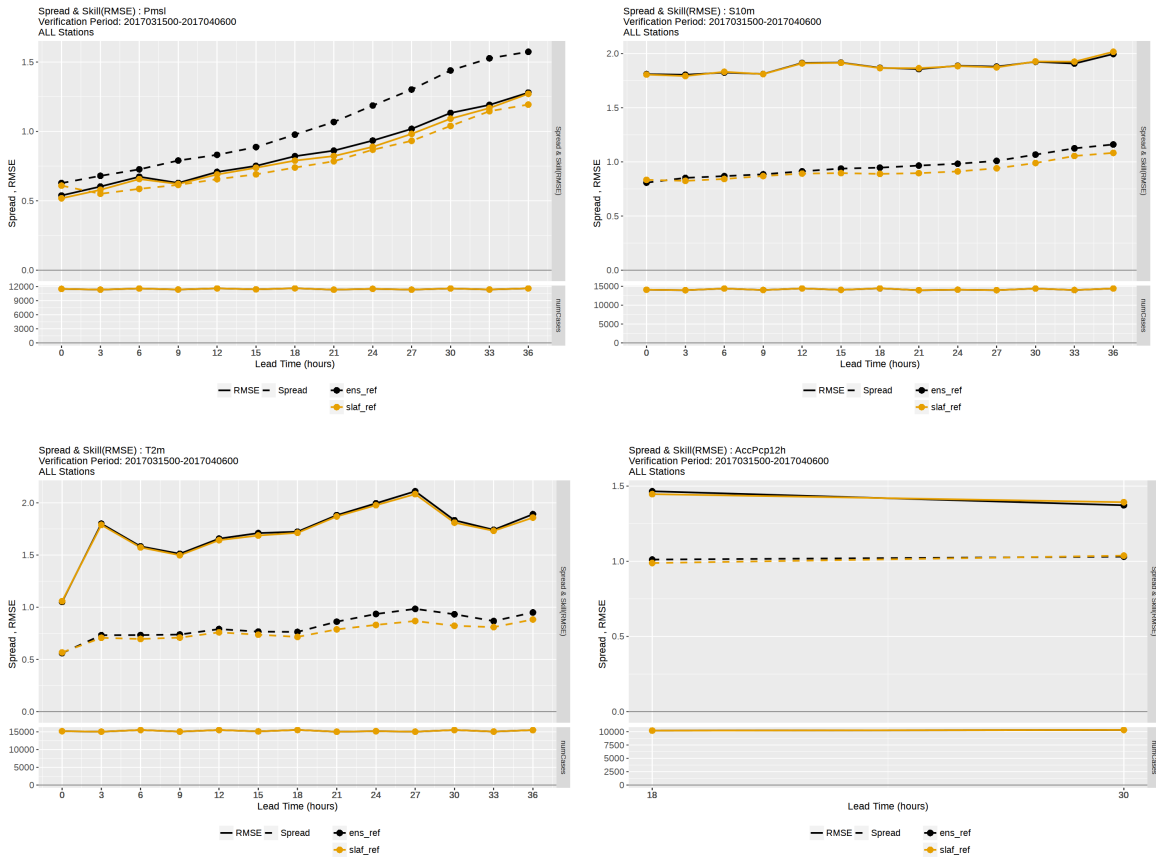 Spread & Skill(RMSE) : Pmsl
Verification Period: 2017031500-2017040600
ALL Stations
1.5
1.0
0.5
0.0
Spread , RMSE
Spread & Skill(RMSE)
12000
9000
6000
3000
0
numCases
0 3 6 9 12 15 18 21 24 27 30 33 36
Lead Time (hours)
RMSE Spread ens_ref
slaf_ref
Spread & Skill(RMSE) : S10m
Verification Period: 2017031500-2017040600
ALL Stations
2.0
1.5
1.0
0.5
0.0
Spread , RMSE
Spread & Skill(RMSE)
15000
10000
5000
0
numCases
0 3 6 9 12 15 18 21 24 27 30 33 36
Lead Time (hours)
RMSE Spread ens_ref
slaf_ref
Spread & Skill(RMSE) : T2m
Verification Period: 2017031500-2017040600
ALL Stations
2.0
1.5
1.0
0.5
0.0
Spread , RMSE
Spread & Skill(RMSE)
15000
10000
5000
0
numCases
0 3 6 9 12 15 18 21 24 27 30 33 36
Lead Time (hours)
RMSE Spread ens_ref
slaf_ref
Spread & Skill(RMSE) : AccPcp12h
Verification Period: 2017031500-2017040600
ALL Stations
1.5
1.0
0.5
0.0
Spread , RMSE
Spread & Skill(RMSE)
10000
7500
5000
2500
0
numCases
18 30
Lead Time (hours)
RMSE Spread ens_ref
slaf_ref